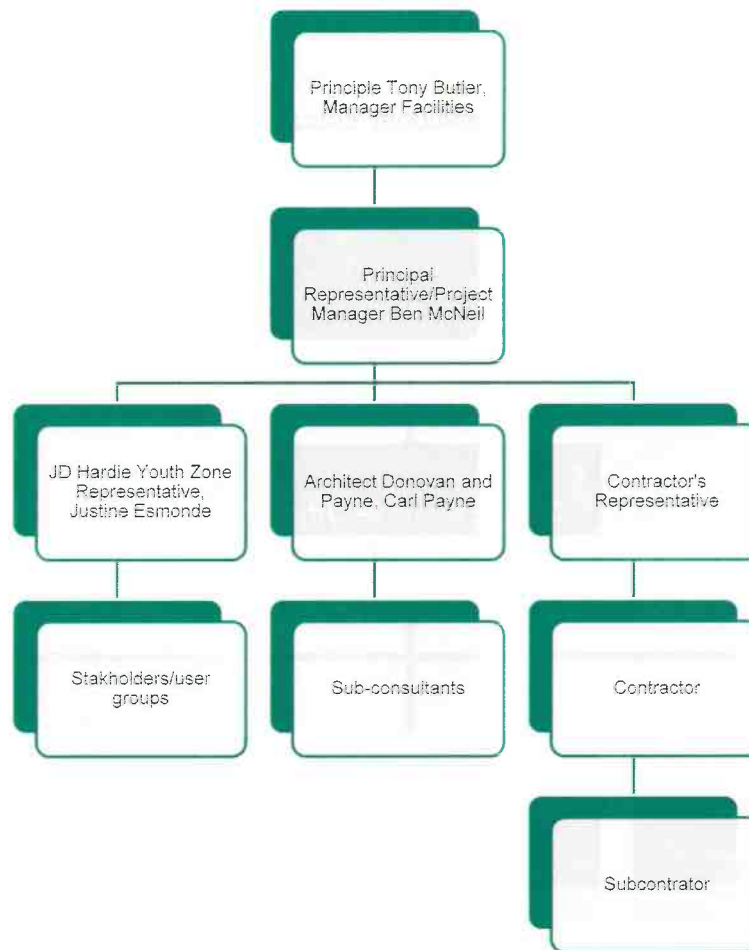 Principle Tony Butler,
Manager Facilities
Principal
Representative/Project
Manager Ben McNeil
JD Hardie Youth Zone
Representative,
Justine Esmonde
Architect Donovan and
Payne, Carl Payne
Contractor's
Representative
Stakholders/user
groups
Sub-consultants
Contractor
Subcontrator